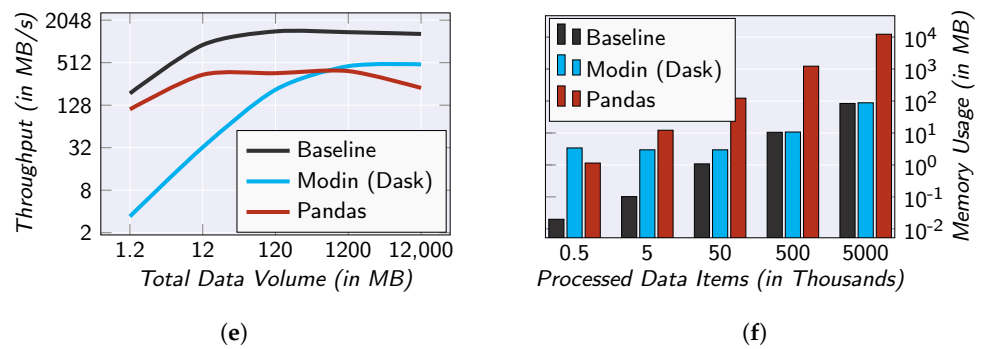 Throughput (in MB/s)
2048
512
128
32
8
2
Baseline
Modin (Dask)
Pandas
1.2 12 120 1200 12,000
Total Data Volume (in MB)
(e)
Baseline
Modin (Dask)
Pandas
10^4
10^3
10^2
10^1
10^0
10^-1
10^-2
Memory Usage (in MB)
0.5 5 50 500 5000
Processed Data Items (in Thousands)
(f)